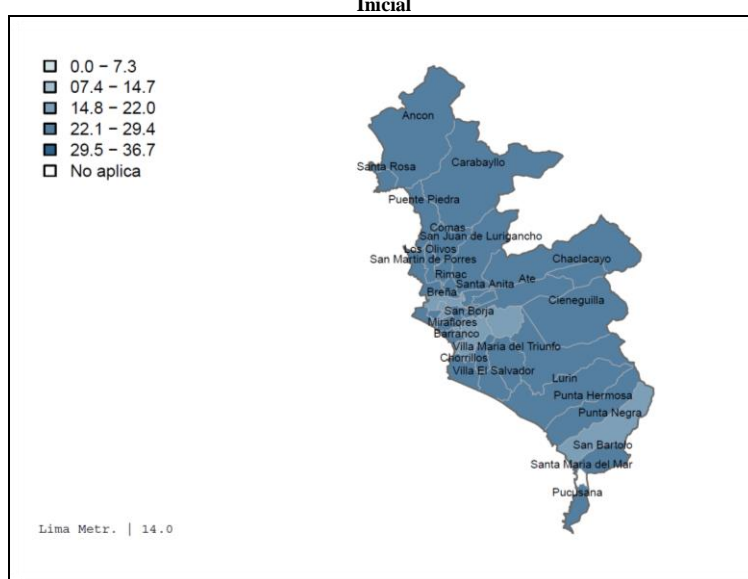 Inicial
0.0 – 7.3
07.4 – 14.7
14.8 – 22.0
22.1 – 29.4
29.5 – 36.7
No aplica
Ancon
Carabayllo
Santa Rosa
Puente Piedra
Comas
San Juan de Lurigancho
Los Olivos
San Martin de Porres
Chaclacayo
Rimac
Ate
Santa Anita
Breña
Cieneguilla
San Borja
Miraflores
Barranco
Villa Maria del Triunfo
Chorrillos
Villa El Salvador
Lurin
Punta Hermosa
Punta Negra
San Bartolo
Santa Maria del Mar
Pucusana
Lima Metr. | 14.0